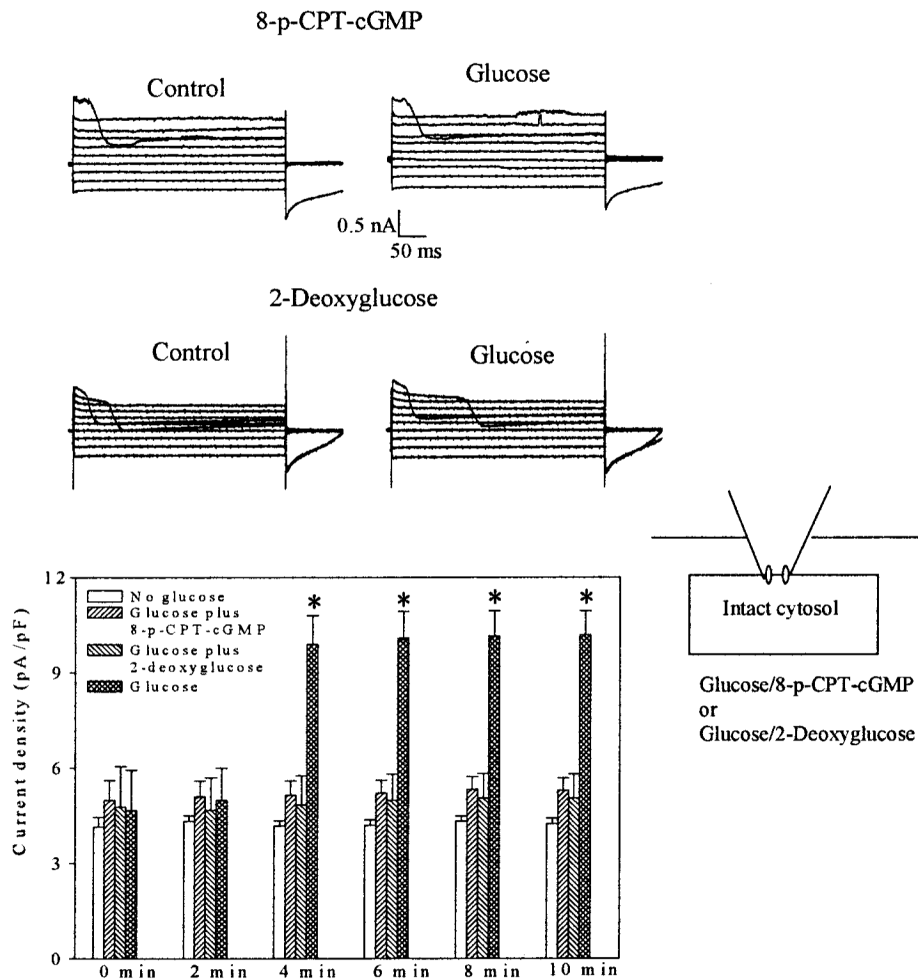 8-p-CPT-cGMP
Control
Glucose
0.5 nA
50 ms
2-Deoxyglucose
Control
Glucose
12
9
6
3
0
Current density (pA/pF)
No glucose
Glucose plus
8-p-CPT-cGMP
Glucose plus
2-deoxyglucose
Glucose
* * * *
0 min 2 min 4 min 6 min 8 min 10 min
Intact cytosol
Glucose/8-p-CPT-cGMP
or
Glucose/2-Deoxyglucose